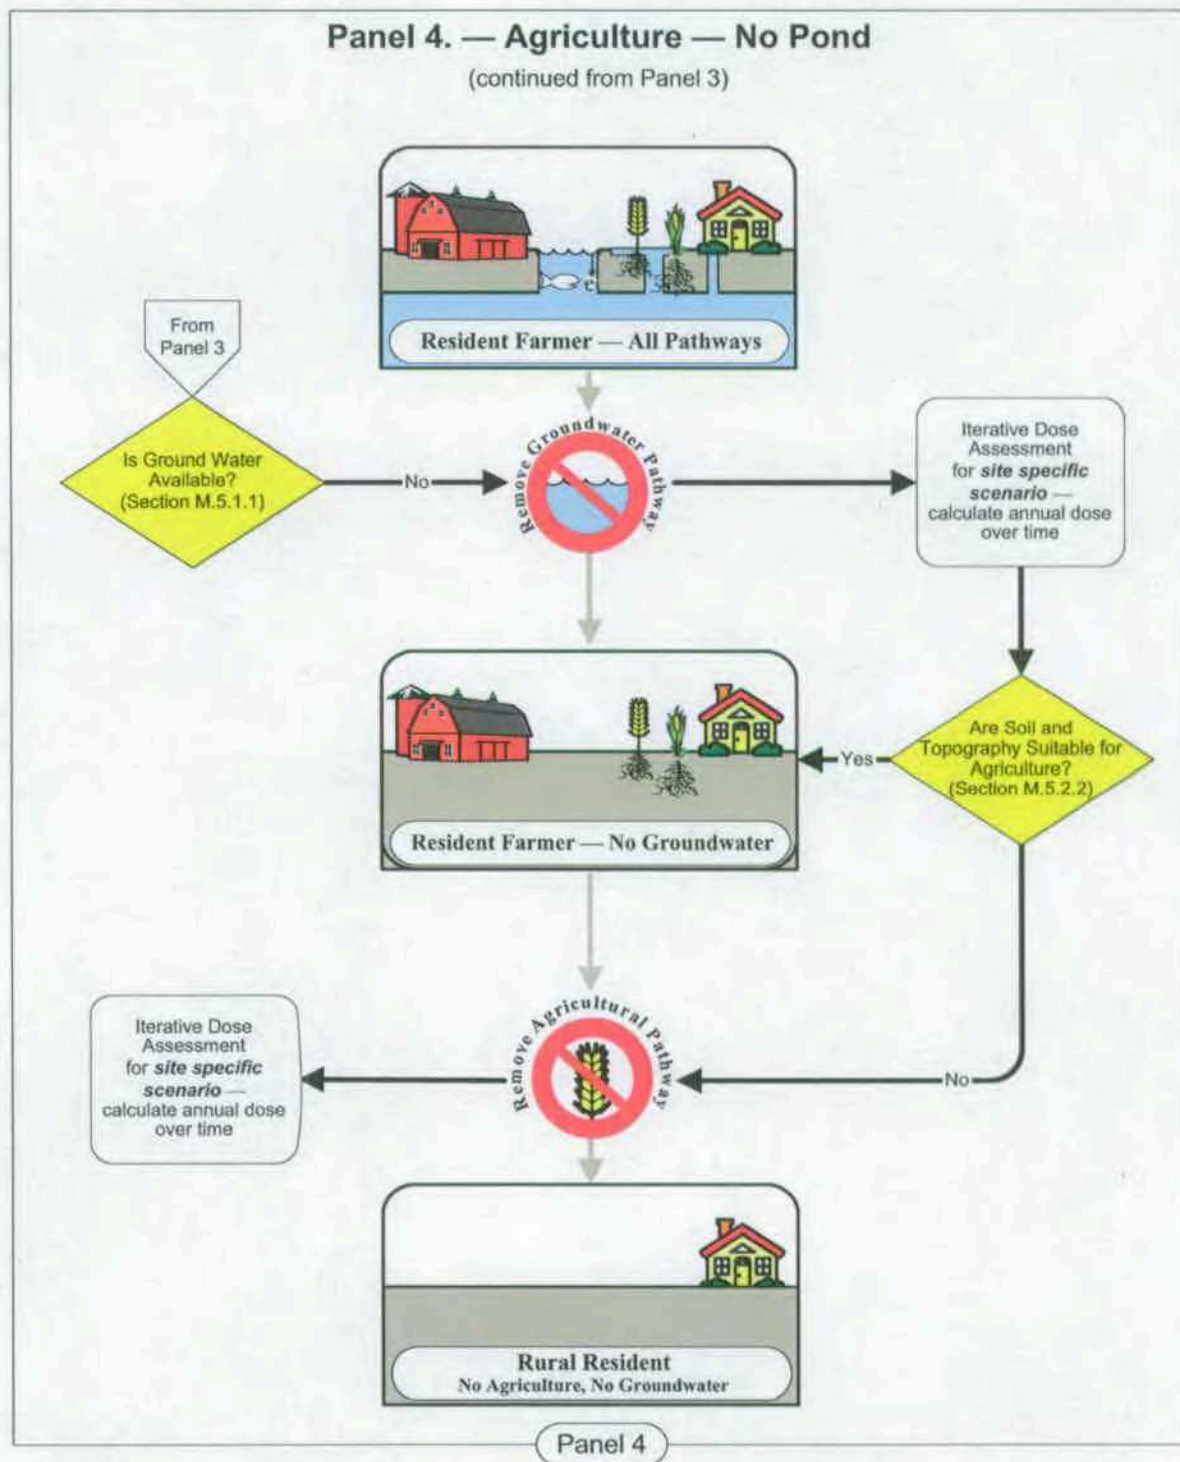 Panel 4. — Agriculture — No Pond
(continued from Panel 3)
Resident Farmer — All Pathways
From
Panel 3
Is Ground Water
Available?
(Section M.5.1.1)
No
Remove Groundwater Pathway
Iterative Dose
Assessment
for site specific
scenario —
calculate annual dose
over time
Are Soil and
Topography Suitable for
Agriculture?
(Section M.5.2.2)
Yes
Resident Farmer — No Groundwater
Iterative Dose
Assessment
for site specific
scenario —
calculate annual dose
over time
Remove Agricultural Pathway
No
Rural Resident
No Agriculture, No Groundwater
Panel 4